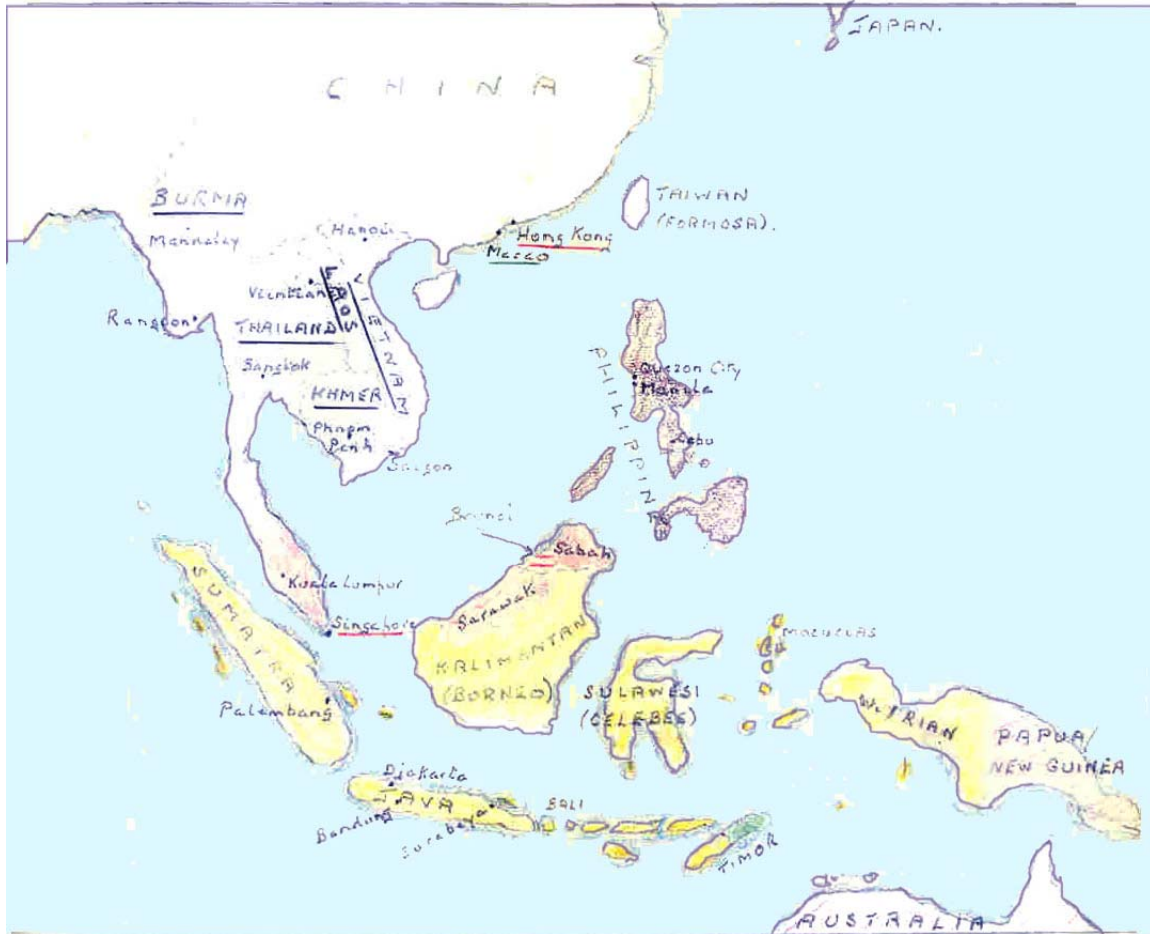 JAPAN.
CHINA
BURMA
TAIWAN
(FORMOSA).
Mandalay
Hanoi
Hong Kong
Macao
LAOS
VIETNAM
Rangoon
THAILAND
Bangkok
KHMER
Phnom
Penh
Saigon
PHILIPPINES
Quezon City
Manila
Cebu
Brunei
Sabah
Kuala Lumpur
Sarawak
Singapore
SUMATRA
KALIMANTAN
(BORNEO)
Palembang
SULAWESI
(CELEBES)
W. IRIAN
PAPUA/
NEW GUINEA
Djakarta
JAVA
BALI
Bandung
Surabaya
TIMOR
AUSTRALIA